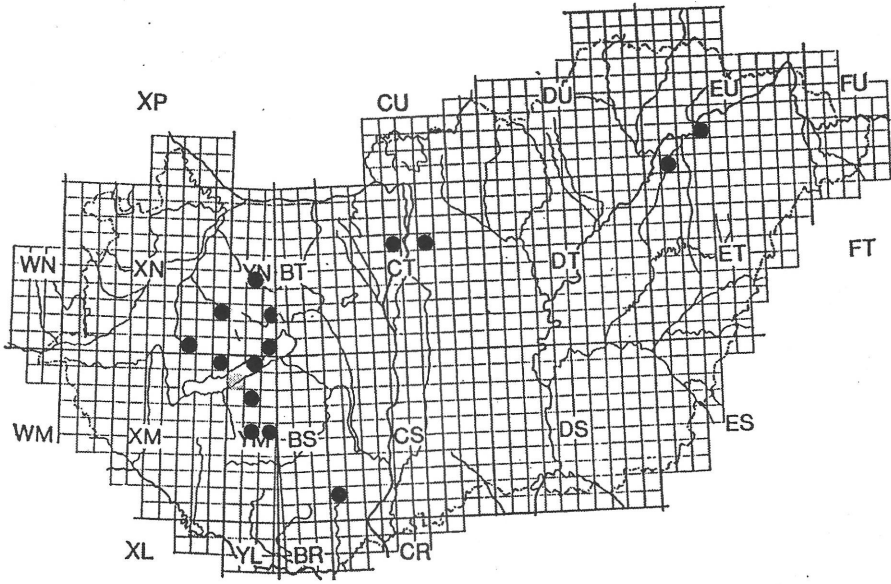 XP CU DU EU FU
WN XN YN BT CT DT ET FT
WM XM YM BS CS DS ES
XL YL BR CR